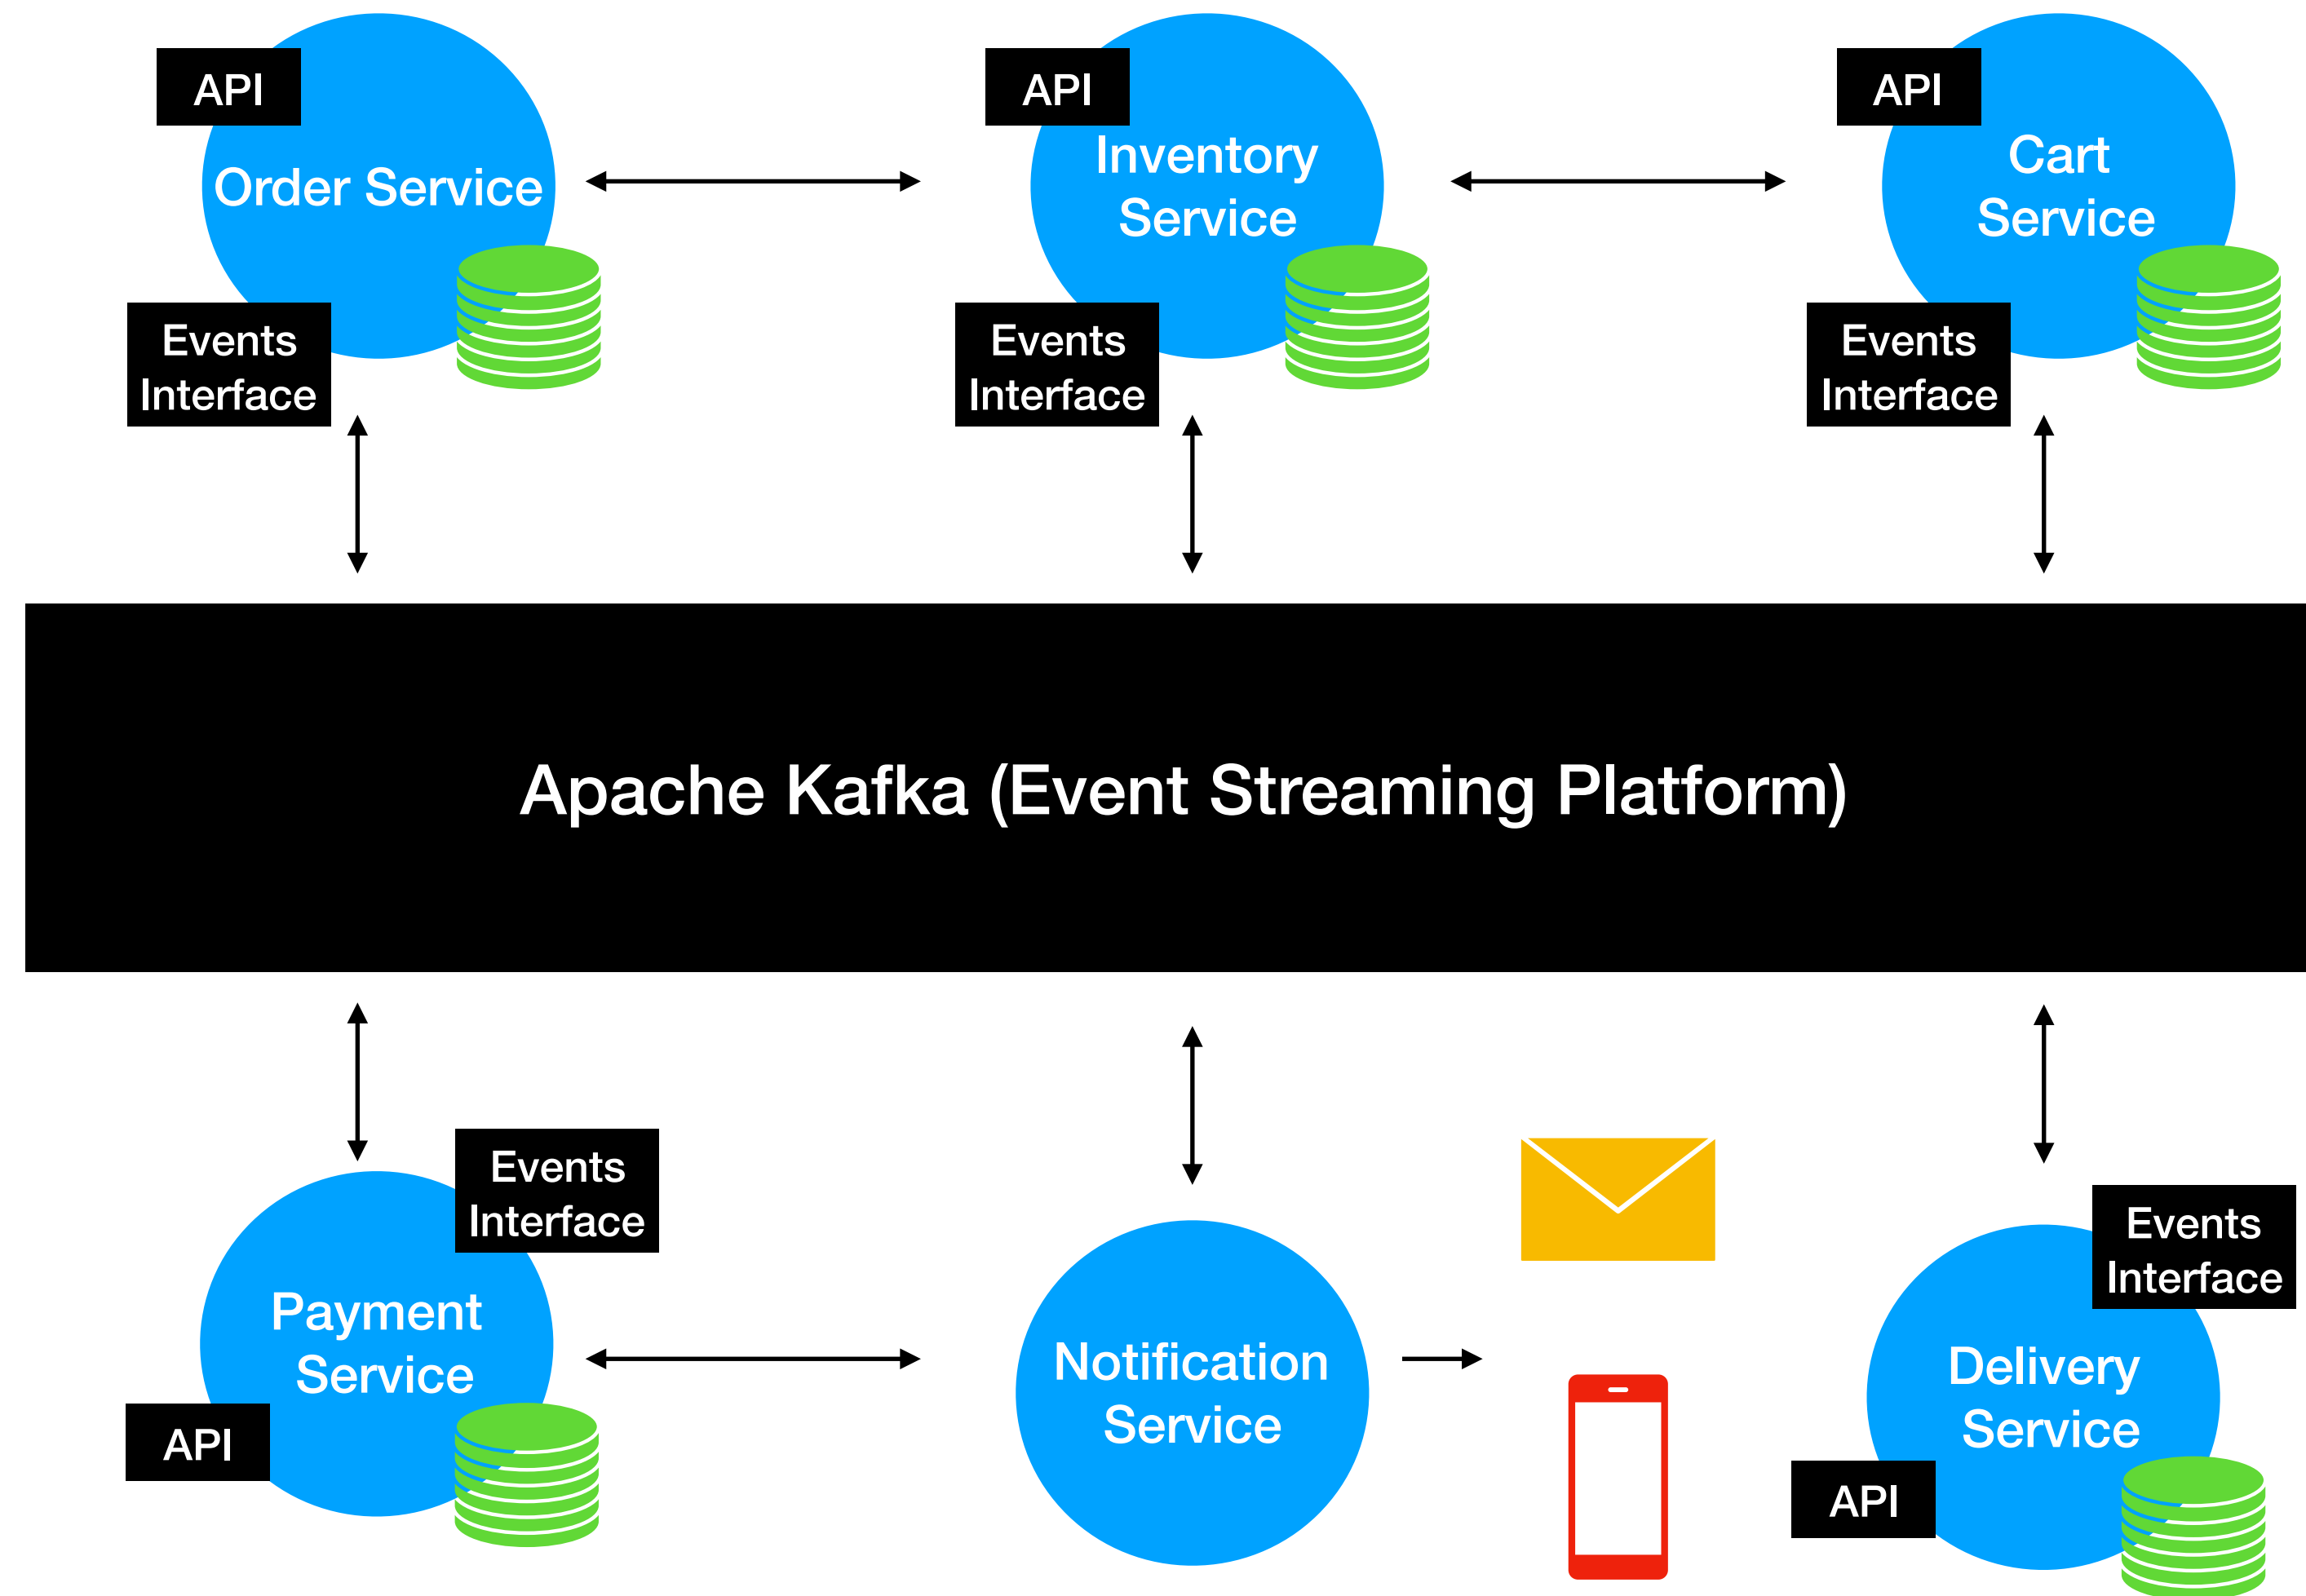 API
Order Service
Events
Interface
API
Inventory
Service
Events
Interface
API
Cart
Service
Events
Interface
Apache Kafka (Event Streaming Platform)
Events
Interface
Payment
Service
API
Notification
Service
Events
Interface
Delivery
Service
API